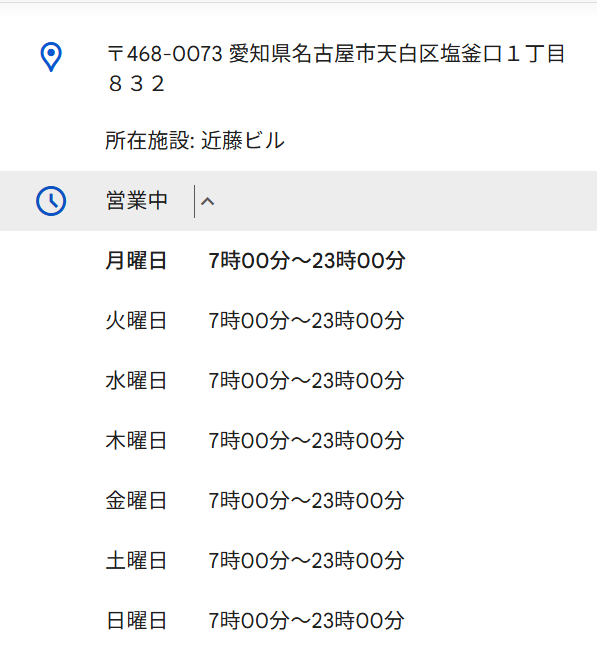 〒468-0073 愛知県名古屋市天白区塩釜口１丁目
８３２
所在施設: 近藤ビル
営業中
月曜日 7時00分～23時00分
火曜日 7時00分～23時00分
水曜日 7時00分～23時00分
木曜日 7時00分～23時00分
金曜日 7時00分～23時00分
土曜日 7時00分～23時00分
日曜日 7時00分～23時00分